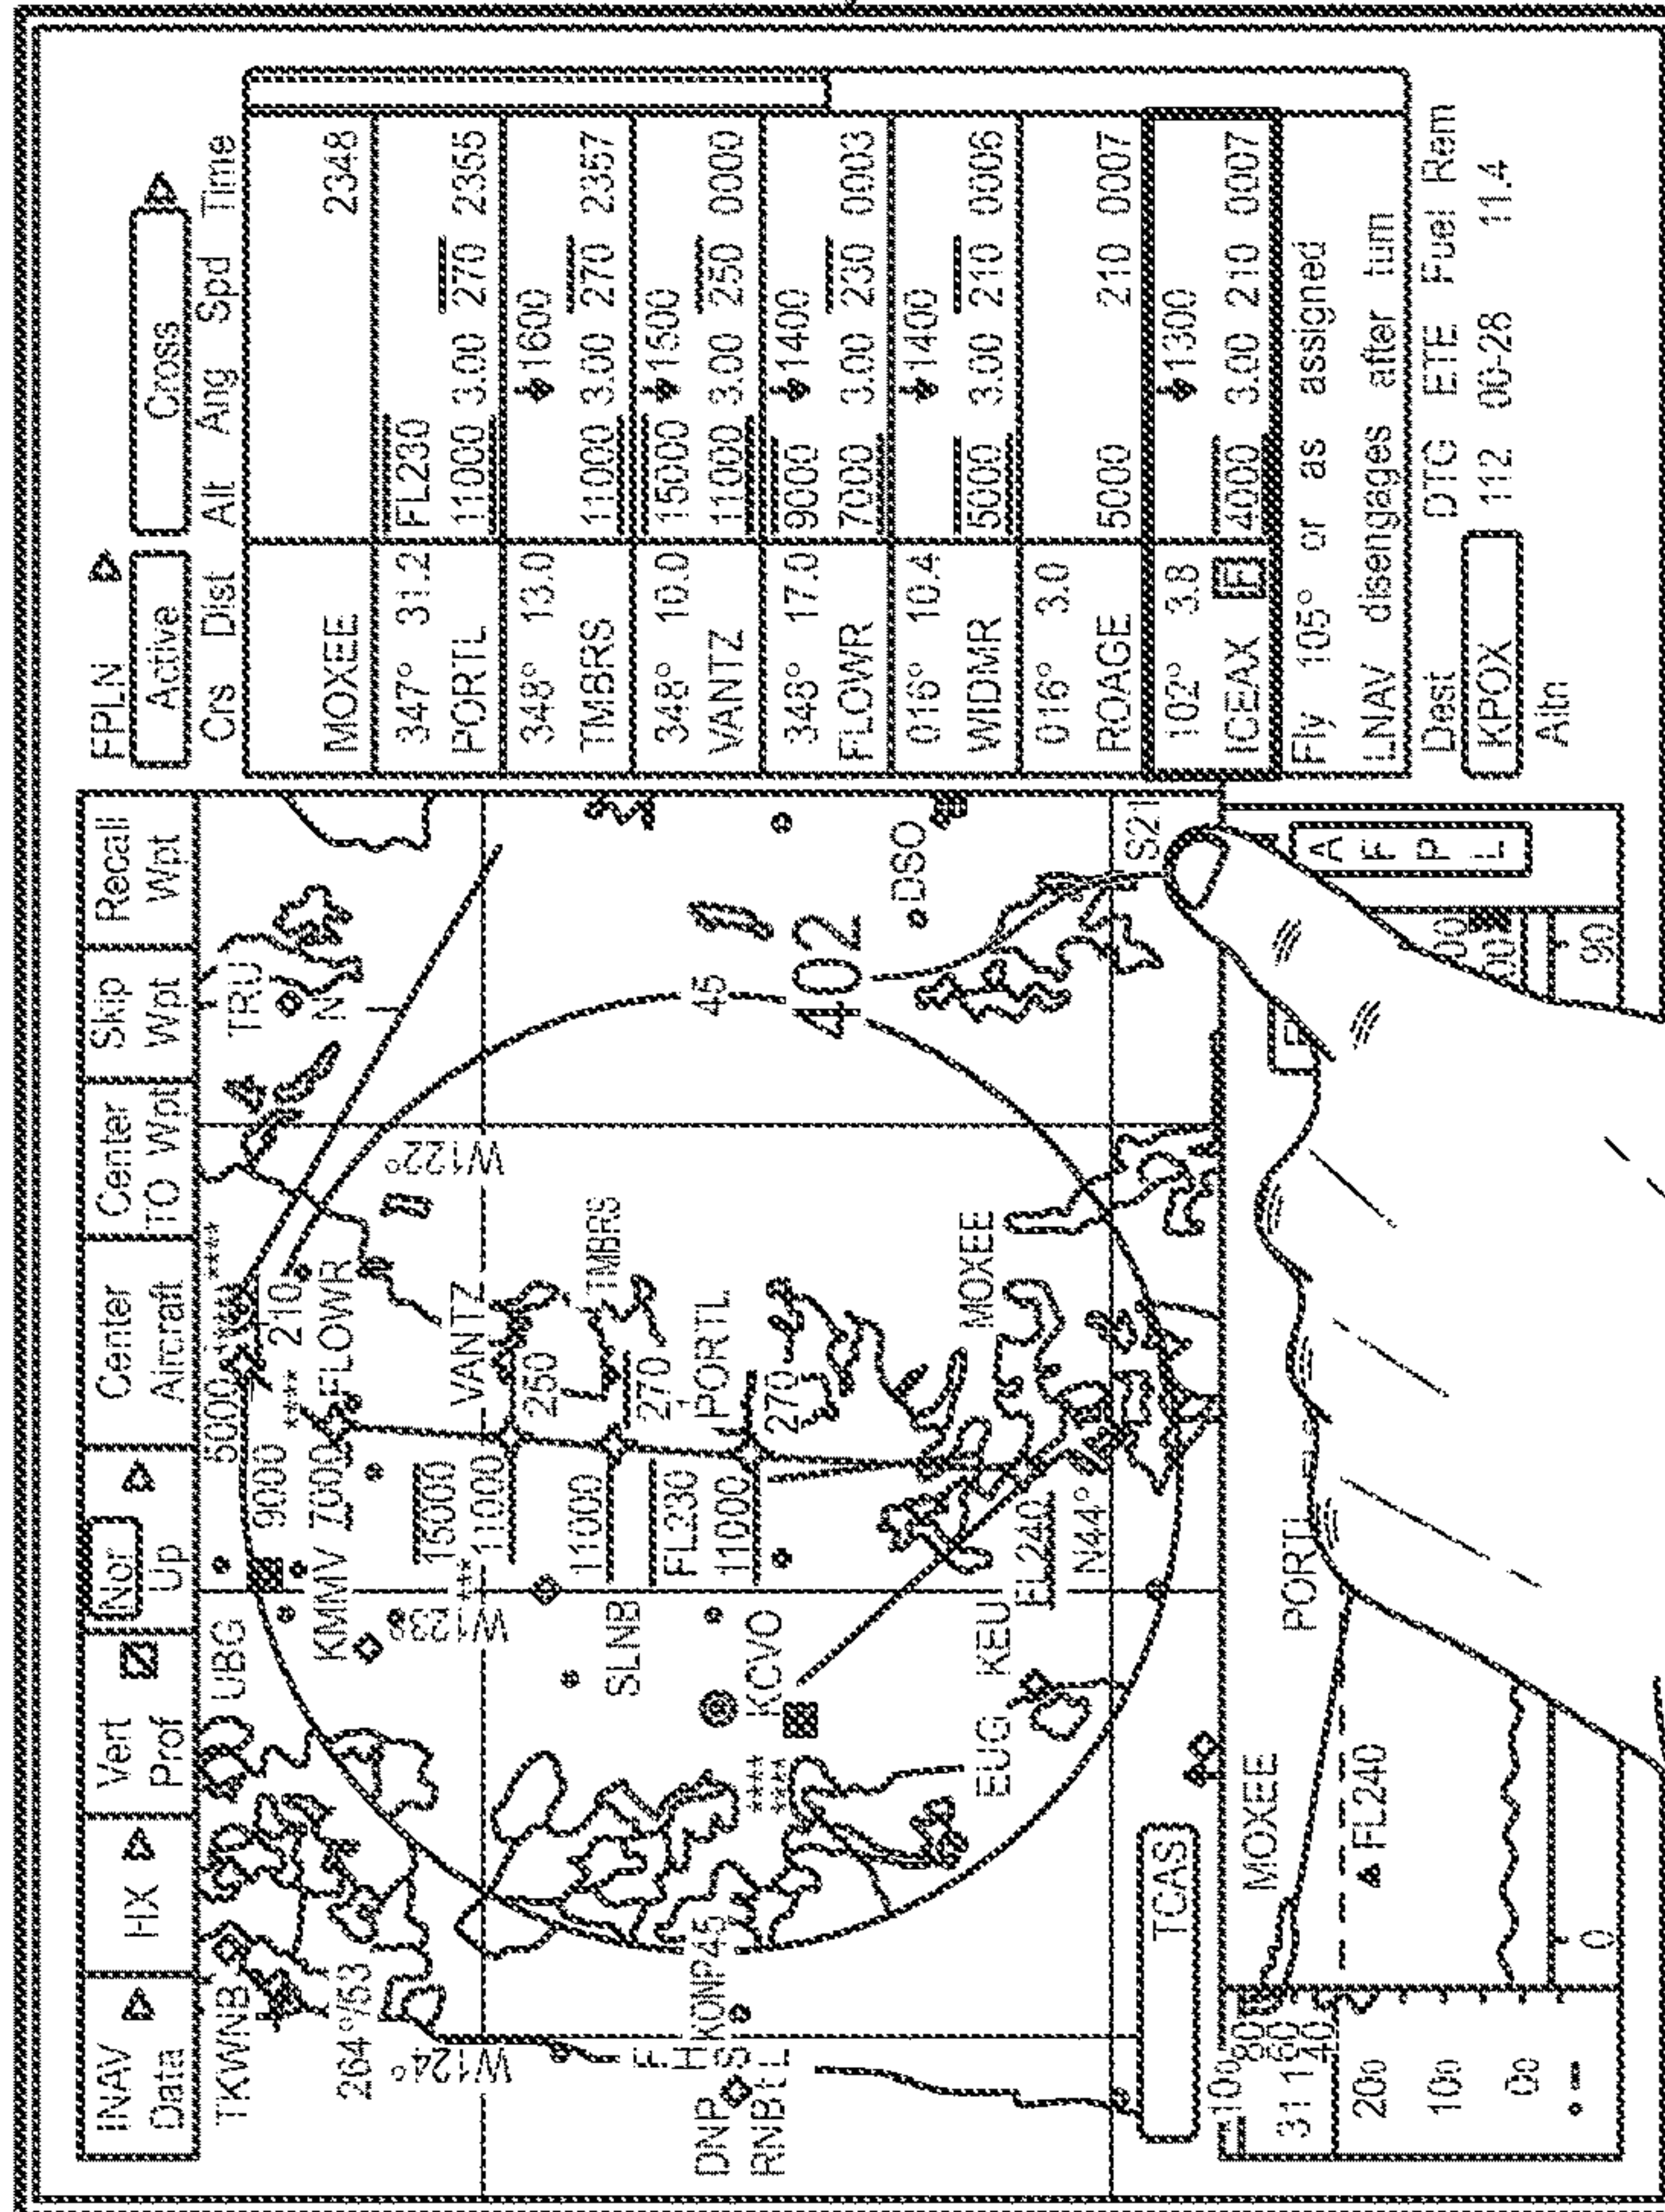 INAV Data
HX
Vert Prof
Nor Up
Center Aircraft
Center TO Wpt
Skip Wpt
Recall Wpt
TKWNB
UBG
5000
TRU
N
264°/53
KMMV
9000
7000
**** 210
FLOWR
W124°
W123°
W122°
15000
11000
VANTZ
250
SLNB
11000
TMBRS
270
FL230
11000
PORTL
270
45
402
KONP45
DNP
RNB
KCVO
DSO
EUG
KEU
FL240
MOXEE
N44°
S21
TCAS
MOXEE
PORTL
FL240
200
100
00
0
90
A
F
P
L
FPLN
Active
Cross
Crs Dist Alt Ang Spd Time
MOXEE 2348
347° 31.2 FL230
PORTL 11000 3.00 270 2355
348° 13.0 1600
TMBRS 11000 3.00 270 2357
348° 10.0 15000 1500
VANTZ 11000 3.00 250 0000
348° 17.0 9000 1400
FLOWR 7000 3.00 230 0003
016° 10.4 1400
WIDMR 5000 3.00 210 0006
016° 3.0
ROAGE 5000 210 0007
102° 3.8 1300
ICEAX F 4000 3.00 210 0007
Fly 105° or as assigned
LNAV disengages after turn
Dest DTG ETE Fuel Rem
KPOX 112 00-28 11.4
Altn